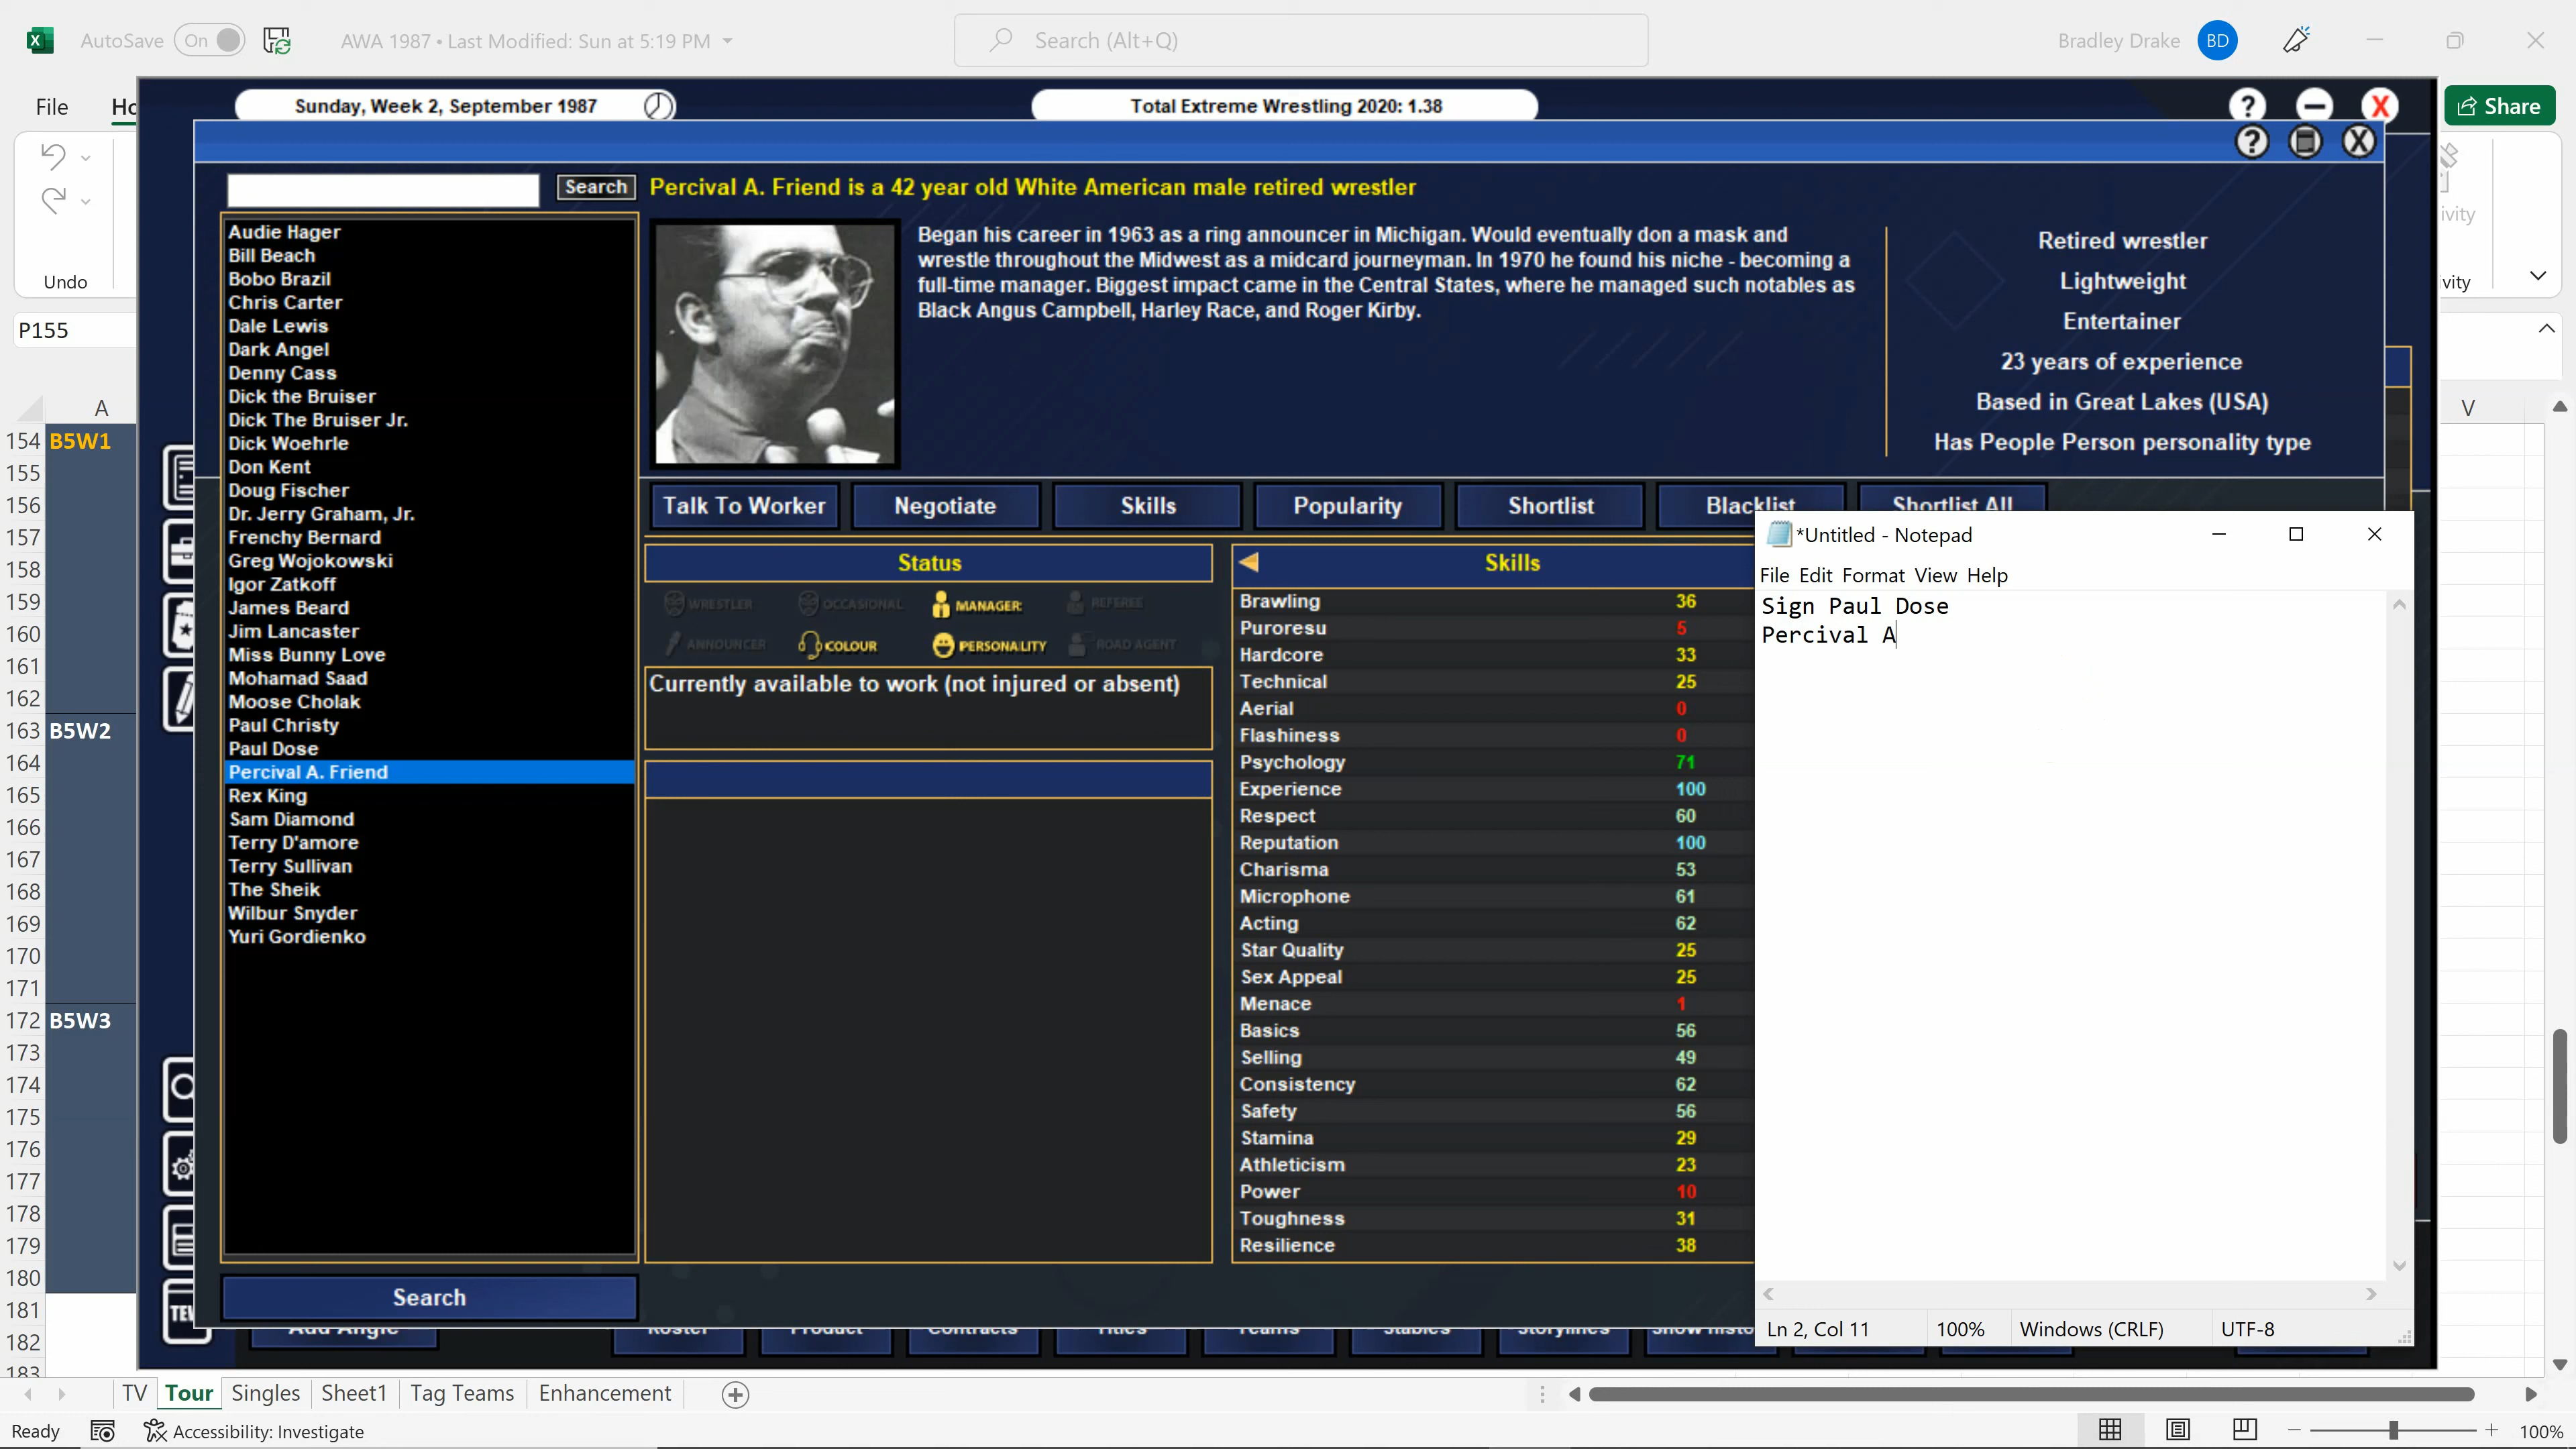 AutoSave On
AWA 1987 • Last Modified: Sun at 5:19 PM
Search (Alt+Q)
Bradley Drake BD
File
Share
Sunday, Week 2, September 1987
Total Extreme Wrestling 2020: 1.38
Undo
P155
A
V
154 B5W1
155
156
157
158
159
160
161
162
163 B5W2
164
165
166
167
168
169
170
171
172 B5W3
173
174
175
176
177
178
179
180
181
182
183
Search
Percival A. Friend is a 42 year old White American male retired wrestler
Audie Hager
Bill Beach
Bobo Brazil
Chris Carter
Dale Lewis
Dark Angel
Denny Cass
Dick the Bruiser
Dick The Bruiser Jr.
Dick Woehrle
Don Kent
Doug Fischer
Dr. Jerry Graham, Jr.
Frenchy Bernard
Greg Wojokowski
Igor Zatkoff
James Beard
Jim Lancaster
Miss Bunny Love
Mohamad Saad
Moose Cholak
Paul Christy
Paul Dose
Percival A. Friend
Rex King
Sam Diamond
Terry D'amore
Terry Sullivan
The Sheik
Wilbur Snyder
Yuri Gordienko
Search
Began his career in 1963 as a ring announcer in Michigan. Would eventually don a mask and
wrestle throughout the Midwest as a midcard journeyman. In 1970 he found his niche - becoming a
full-time manager. Biggest impact came in the Central States, where he managed such notables as
Black Angus Campbell, Harley Race, and Roger Kirby.
Retired wrestler
Lightweight
Entertainer
23 years of experience
Based in Great Lakes (USA)
Has People Person personality type
Talk To Worker Negotiate Skills Popularity Shortlist Blacklist Shortlist All
Status
WRESTLER OCCASIONAL MANAGER REFEREE
ANNOUNCER COLOUR PERSONALITY ROAD AGENT
Currently available to work (not injured or absent)
Skills
Brawling 36
Puroresu 5
Hardcore 33
Technical 25
Aerial 0
Flashiness 0
Psychology 71
Experience 100
Respect 60
Reputation 100
Charisma 53
Microphone 61
Acting 62
Star Quality 25
Sex Appeal 25
Menace 1
Basics 56
Selling 49
Consistency 62
Safety 56
Stamina 29
Athleticism 23
Power 10
Toughness 31
Resilience 38
*Untitled - Notepad
File Edit Format View Help
Sign Paul Dose
Percival A
Ln 2, Col 11 100% Windows (CRLF) UTF-8
Add Angle Roster Product Contracts Titles Teams Stables Storylines
TV Tour Singles Sheet1 Tag Teams Enhancement
Ready Accessibility: Investigate
100%